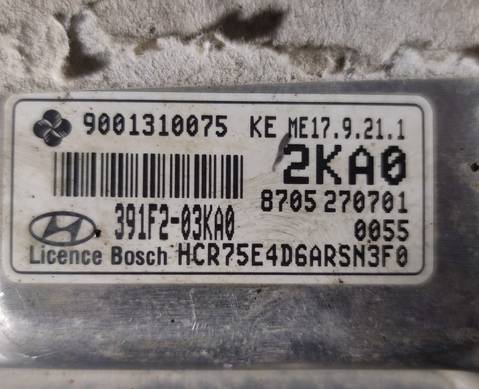 9001310075 KE ME17.9.21.1
2KA0
8705 270701
391F2-03KA0
0055
Licence Bosch HCR75E4D6ARSN3F0